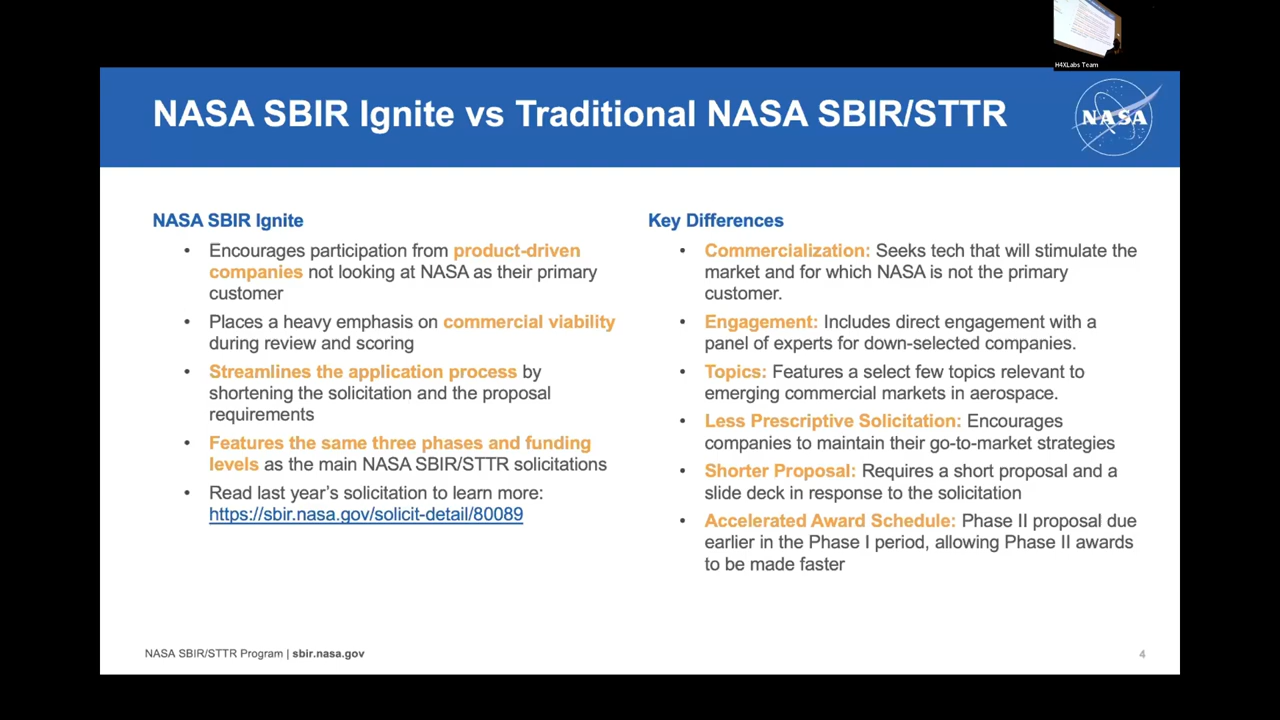 H4XLabs Team
NASA SBIR Ignite vs Traditional NASA SBIR/STTR
NASA
NASA SBIR Ignite
• Encourages participation from product-driven
companies not looking at NASA as their primary
customer
• Places a heavy emphasis on commercial viability
during review and scoring
• Streamlines the application process by
shortening the solicitation and the proposal
requirements
• Features the same three phases and funding
levels as the main NASA SBIR/STTR solicitations
• Read last year's solicitation to learn more:
https://sbir.nasa.gov/solicit-detail/80089
Key Differences
• Commercialization: Seeks tech that will stimulate the
market and for which NASA is not the primary
customer.
• Engagement: Includes direct engagement with a
panel of experts for down-selected companies.
• Topics: Features a select few topics relevant to
emerging commercial markets in aerospace.
• Less Prescriptive Solicitation: Encourages
companies to maintain their go-to-market strategies
• Shorter Proposal: Requires a short proposal and a
slide deck in response to the solicitation
• Accelerated Award Schedule: Phase II proposal due
earlier in the Phase I period, allowing Phase II awards
to be made faster
NASA SBIR/STTR Program | sbir.nasa.gov
4